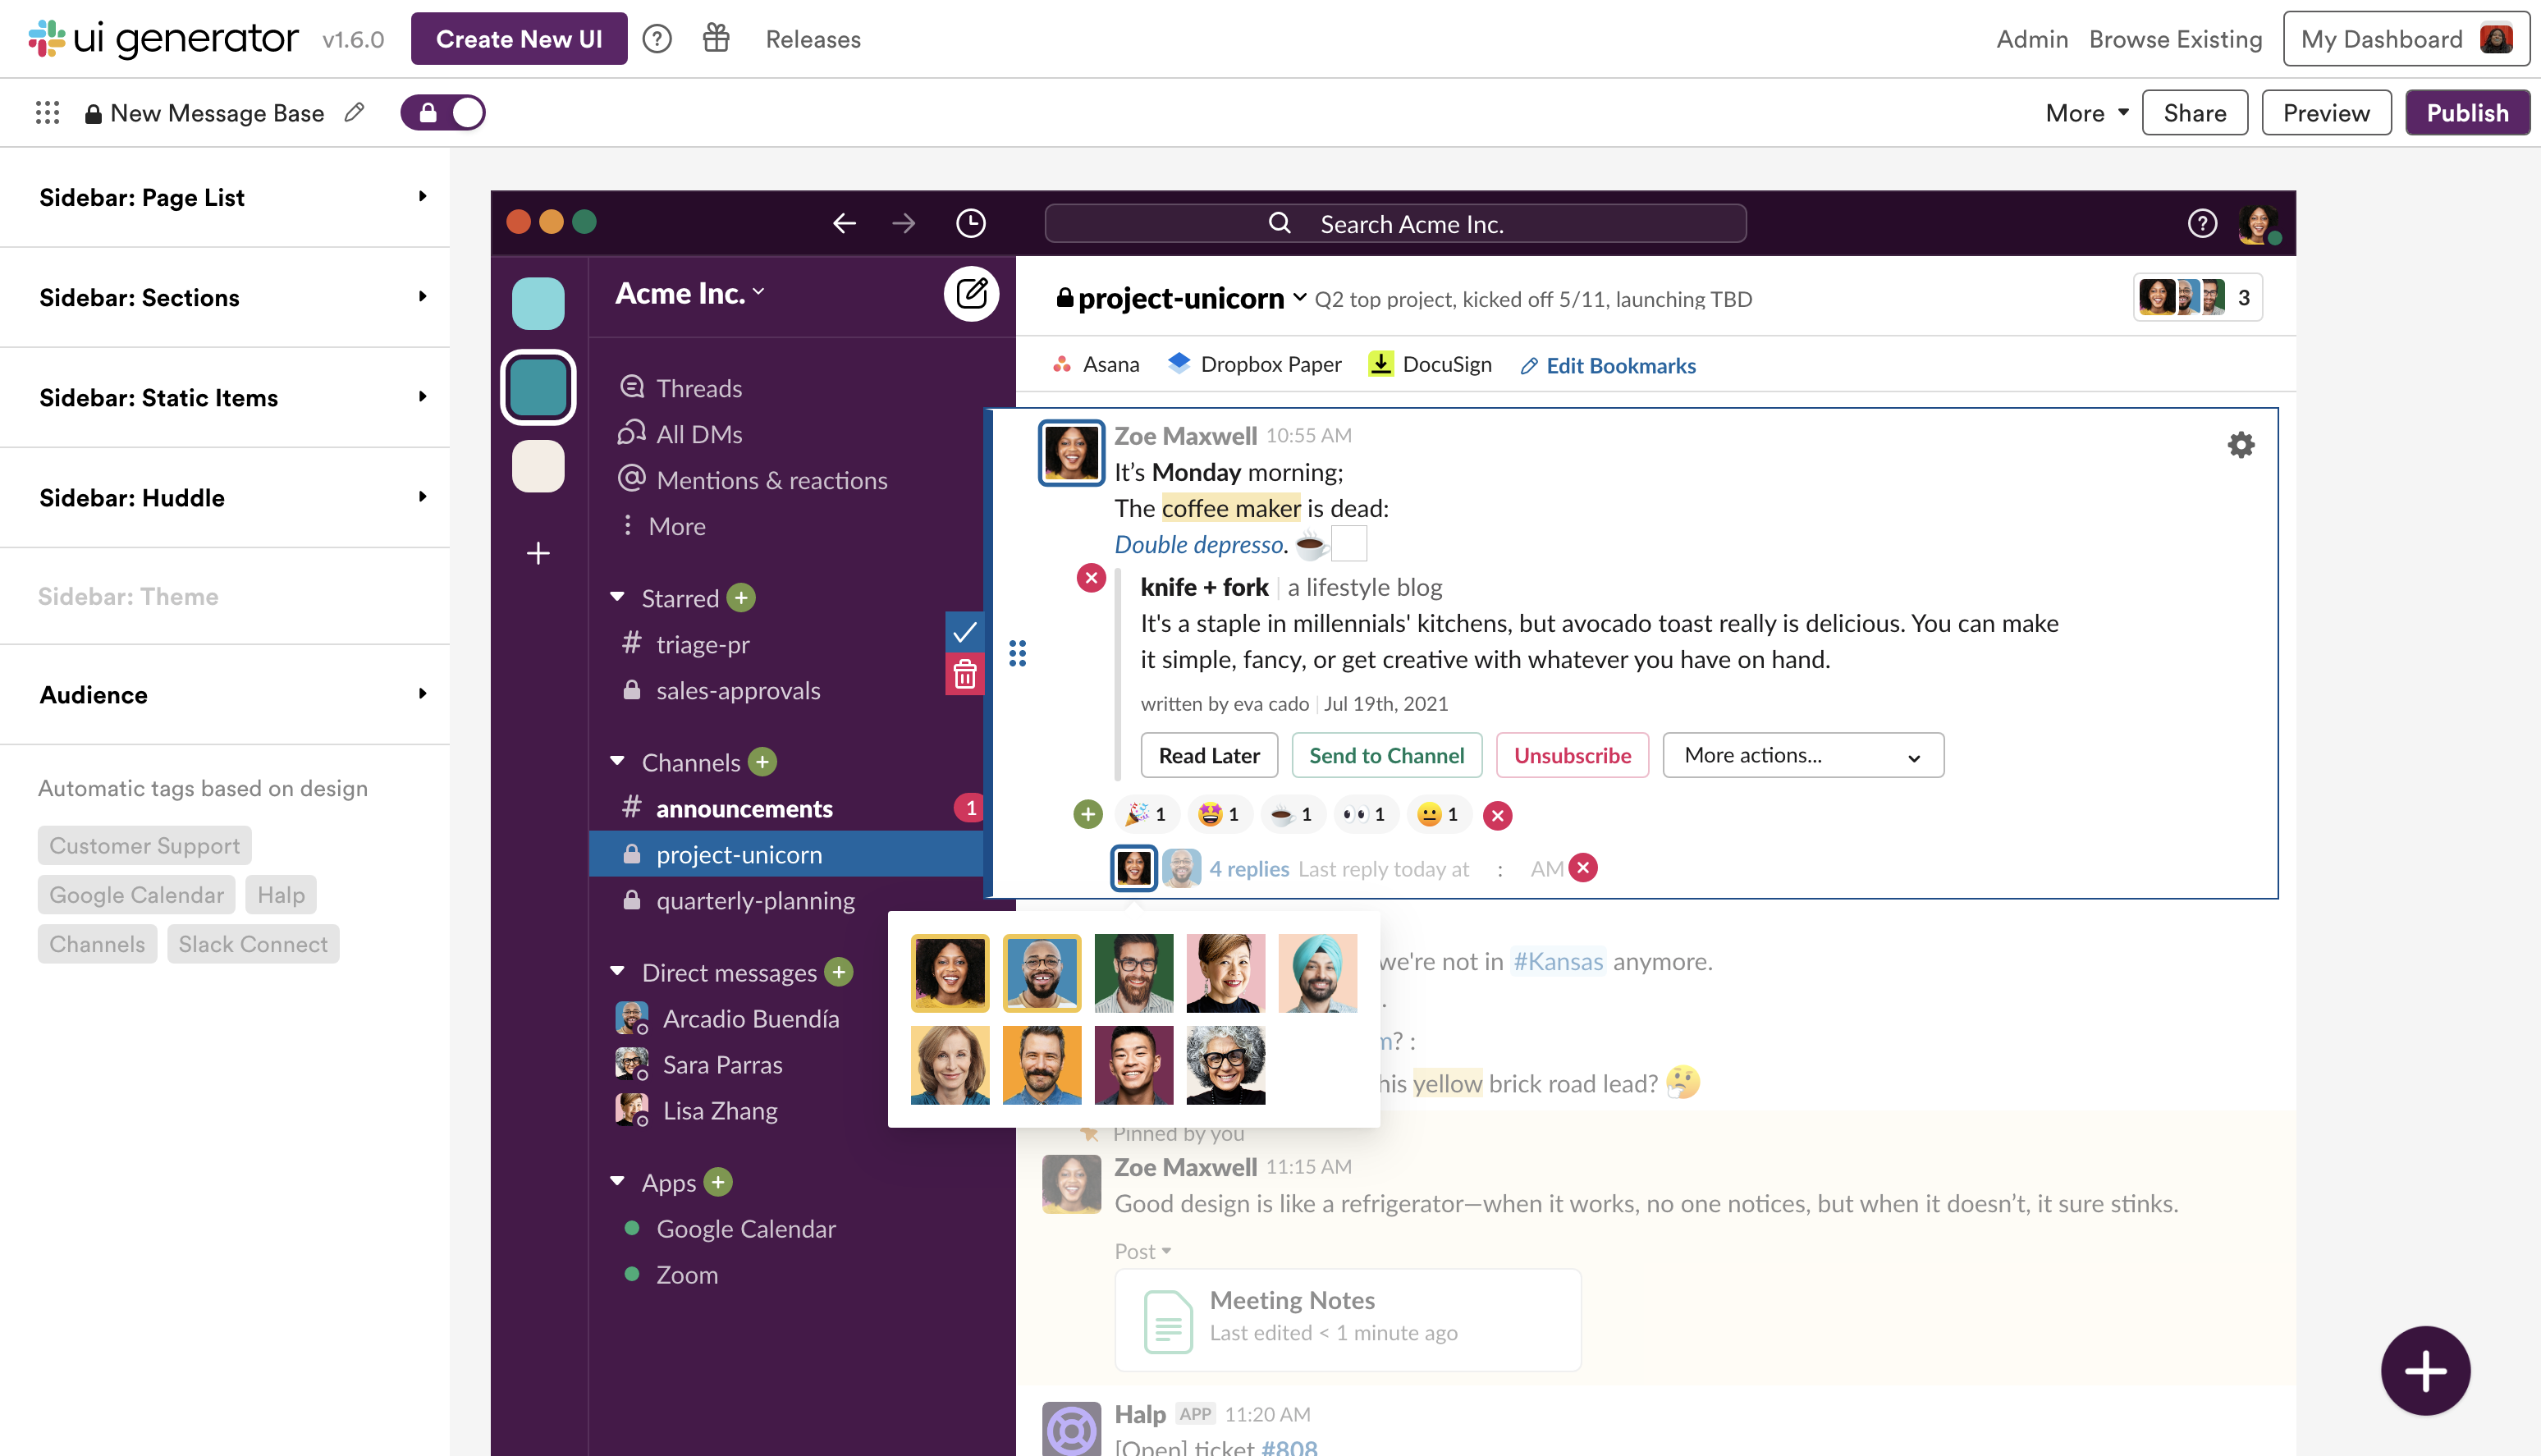 ui generator v1.6.0 Create New UI Releases Admin Browse Existing My Dashboard
New Message Base More Share Preview Publish
Sidebar: Page List
Sidebar: Sections
Sidebar: Static Items
Sidebar: Huddle
Sidebar: Theme
Audience
Automatic tags based on design
Customer Support
Google Calendar Halp
Channels Slack Connect
Search Acme Inc.
Acme Inc.
Threads
All DMs
Mentions & reactions
More
Starred
# triage-pr
sales-approvals
Channels
# announcements 1
project-unicorn
quarterly-planning
Direct messages
Arcadio Buendía
Sara Parras
Lisa Zhang
Apps
Google Calendar
Zoom
project-unicorn Q2 top project, kicked off 5/11, launching TBD 3
Asana Dropbox Paper DocuSign Edit Bookmarks
Zoe Maxwell 10:55 AM
It’s Monday morning;
The coffee maker is dead:
Double depresso.
knife + fork | a lifestyle blog
It's a staple in millennials' kitchens, but avocado toast really is delicious. You can make
it simple, fancy, or get creative with whatever you have on hand.
written by eva cado | Jul 19th, 2021
Read Later Send to Channel Unsubscribe More actions...
1 1 1 1 1
4 replies Last reply today at : AM
we're not in #Kansas anymore.
.
m? :
his yellow brick road lead?
Pinned by you
Zoe Maxwell 11:15 AM
Good design is like a refrigerator—when it works, no one notices, but when it doesn’t, it sure stinks.
Post
Meeting Notes
Last edited < 1 minute ago
Halp APP 11:20 AM
[Open] ticket #808